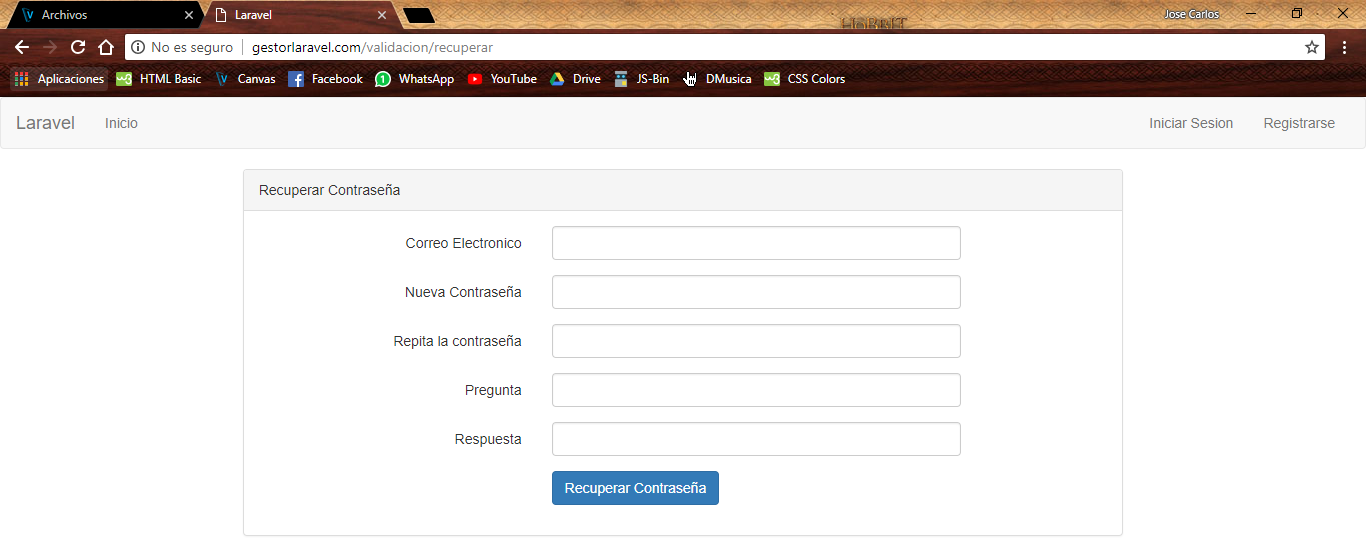 Archivos
Laravel
HOBBIT
Jose Carlos
No es seguro gestorlaravel.com/validacion/recuperar
Aplicaciones HTML Basic Canvas Facebook WhatsApp YouTube Drive JS-Bin DMusica CSS Colors
Laravel Inicio Iniciar Sesion Registrarse
Recuperar Contraseña
Correo Electronico
Nueva Contraseña
Repita la contraseña
Pregunta
Respuesta
Recuperar Contraseña